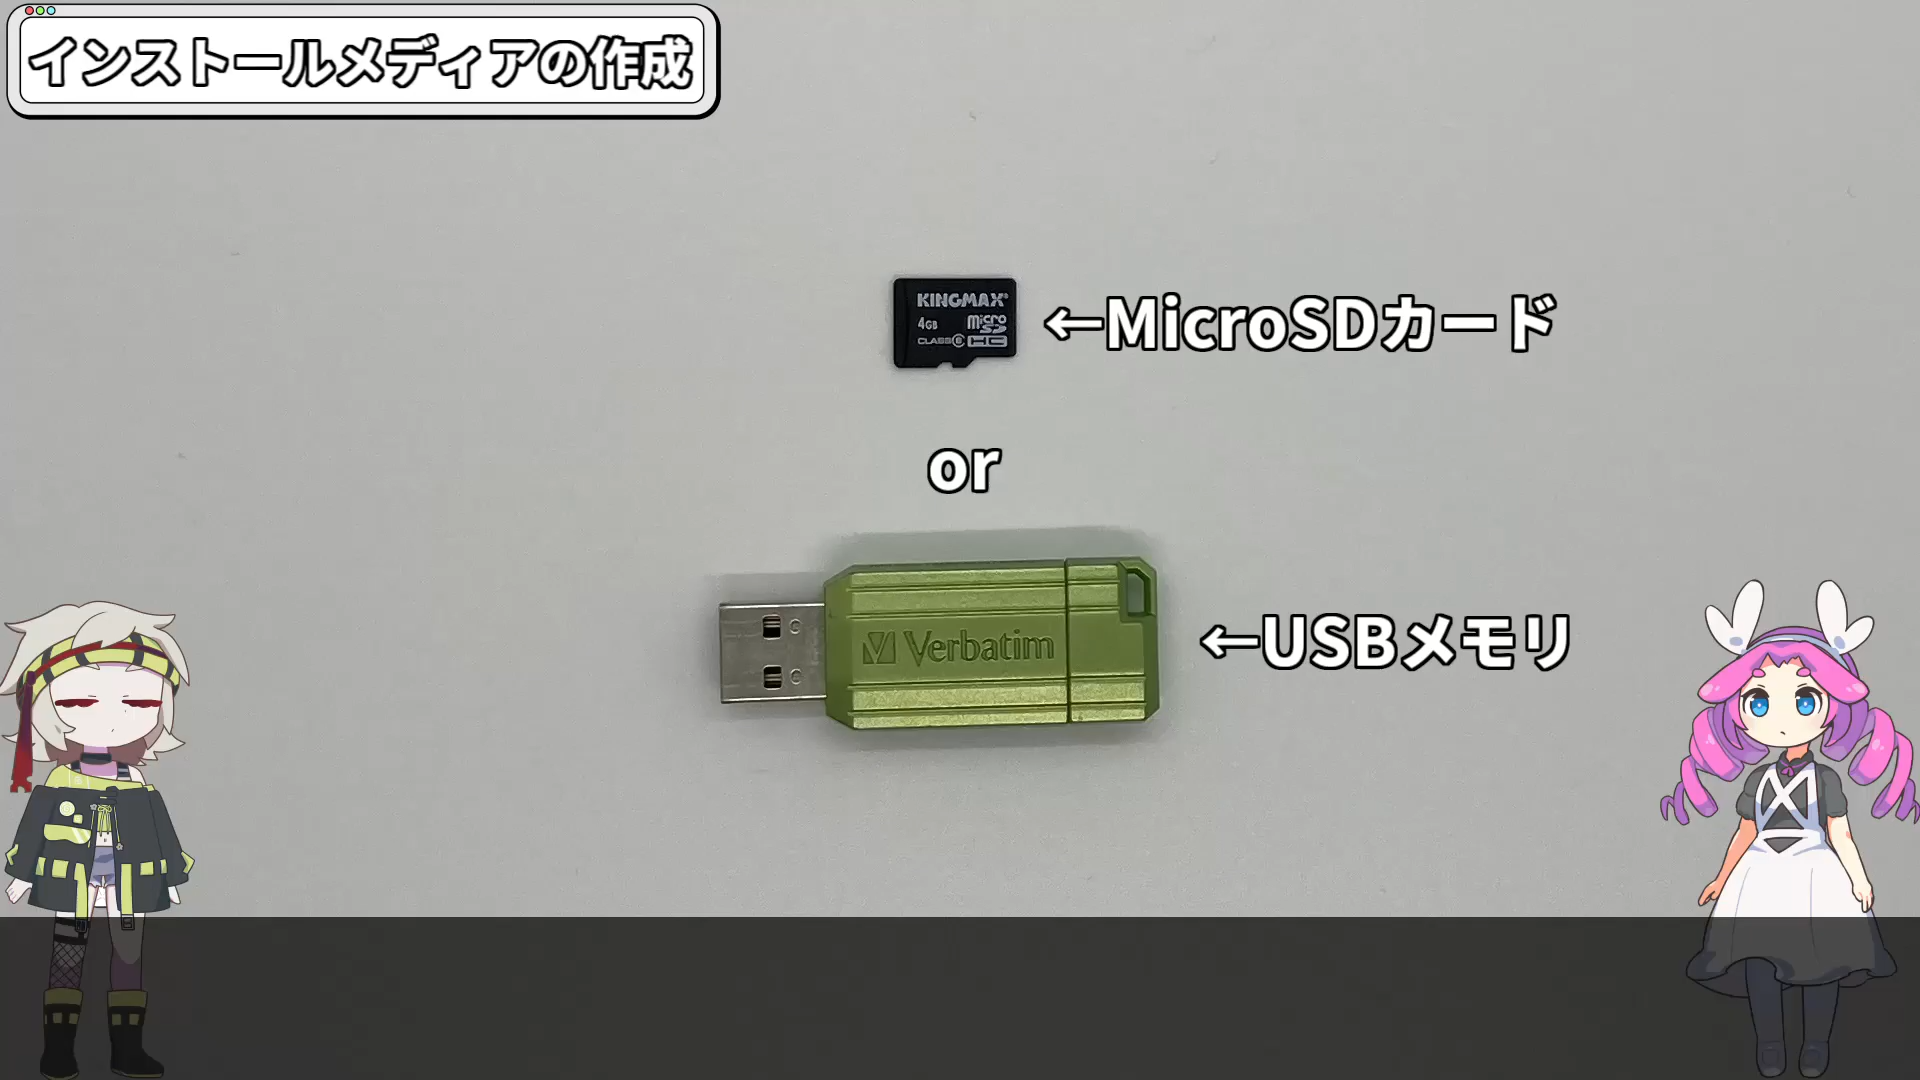 インストールメディアの作成
KINGMAX
4GB
micro SD
CLASS 6 HC
←MicroSDカード
or
Verbatim
←USBメモリ